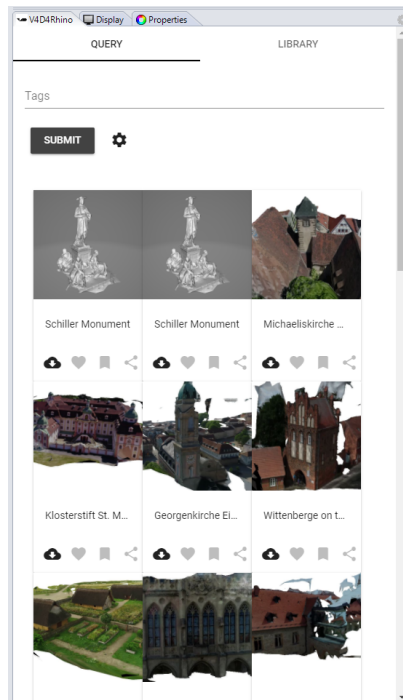 V4D4Rhino Display Properties
QUERY LIBRARY
Tags
SUBMIT
Schiller Monument Schiller Monument Michaeliskirche ...
Klosterstift St. M... Georgenkirche Ei... Wittenberge on t...